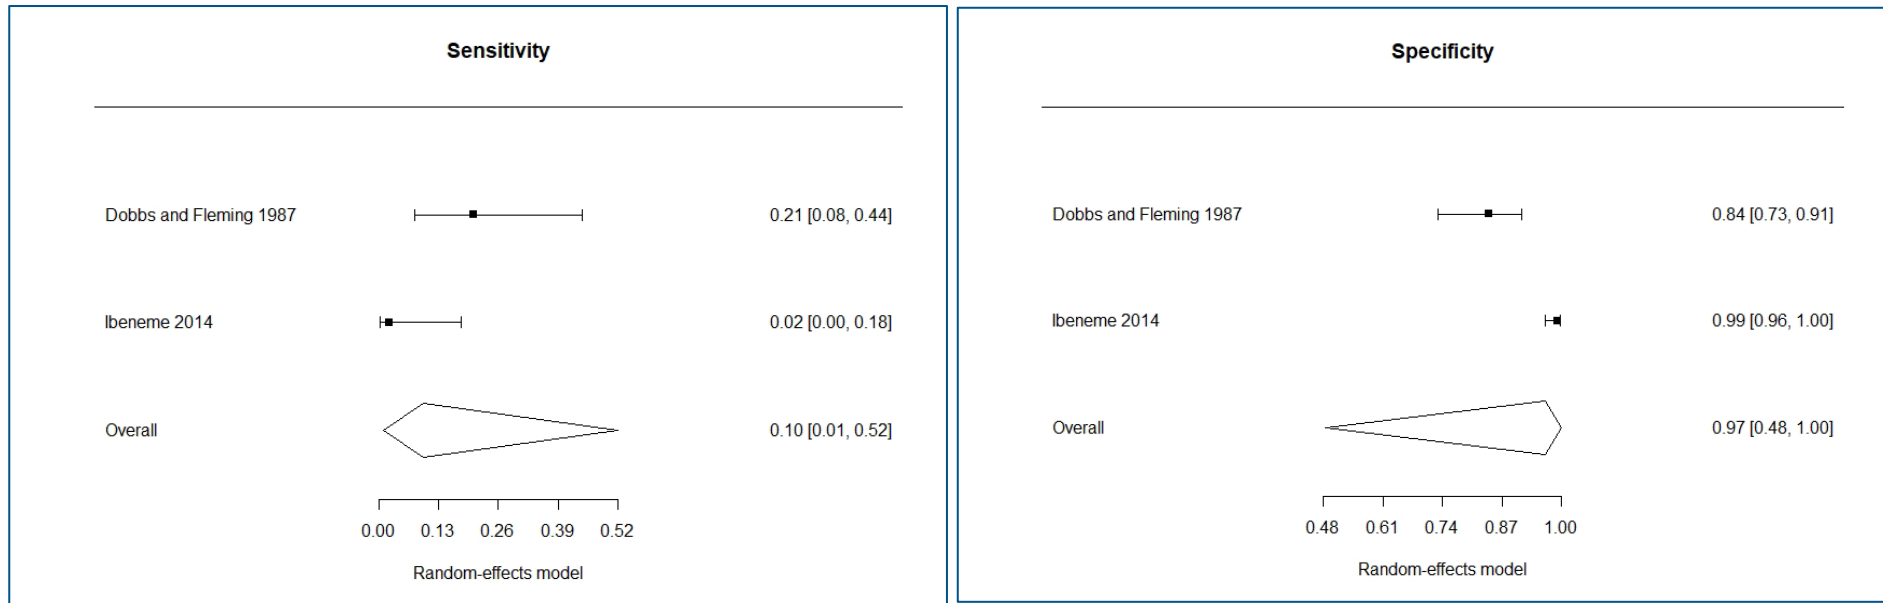 Sensitivity
Dobbs and Fleming 1987 0.21 [0.08, 0.44]
Ibeneme 2014 0.02 [0.00, 0.18]
Overall 0.10 [0.01, 0.52]
0.00 0.13 0.26 0.39 0.52
Random-effects model
Specificity
Dobbs and Fleming 1987 0.84 [0.73, 0.91]
Ibeneme 2014 0.99 [0.96, 1.00]
Overall 0.97 [0.48, 1.00]
0.48 0.61 0.74 0.87 1.00
Random-effects model